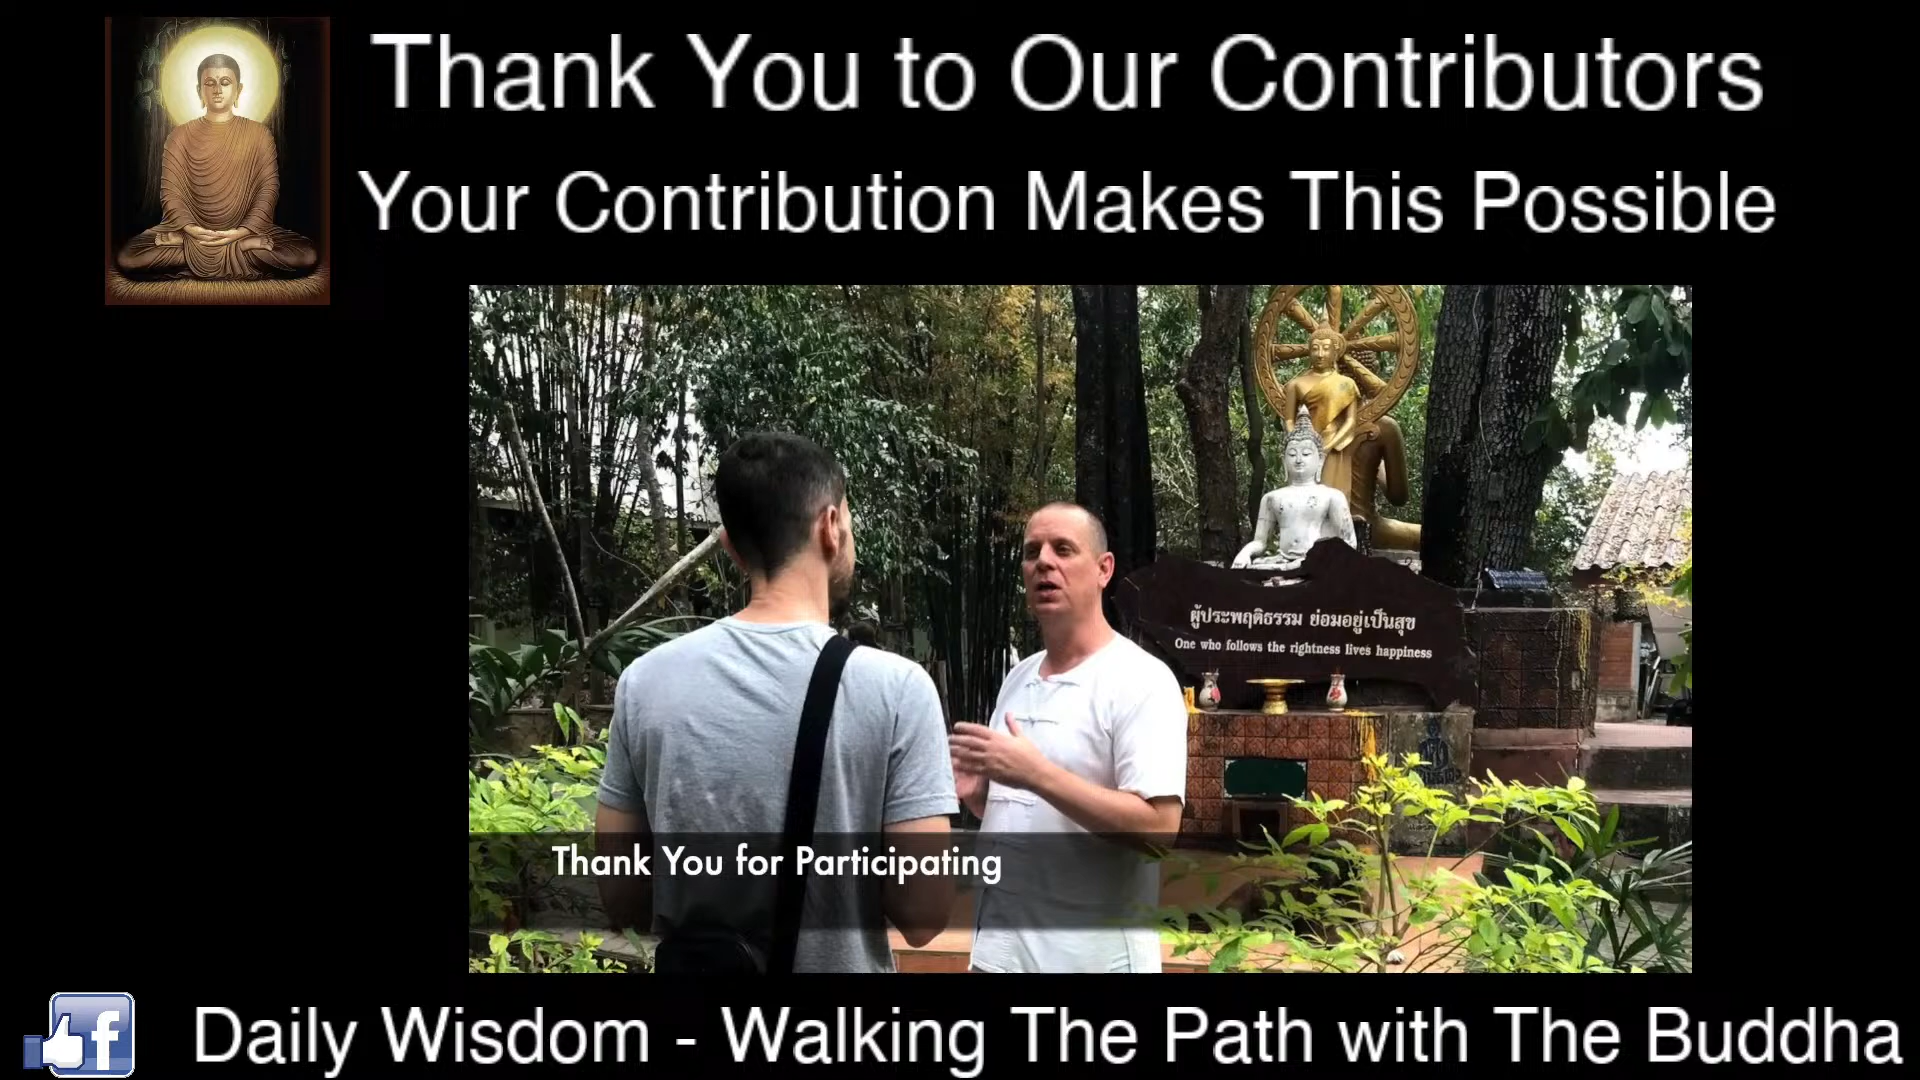 Thank You to Our Contributors
Your Contribution Makes This Possible
ผู้ประพฤติธรรม ย่อมอยู่เป็นสุข
One who follows the rightness lives happiness
Thank You for Participating
f
Daily Wisdom - Walking The Path with The Buddha